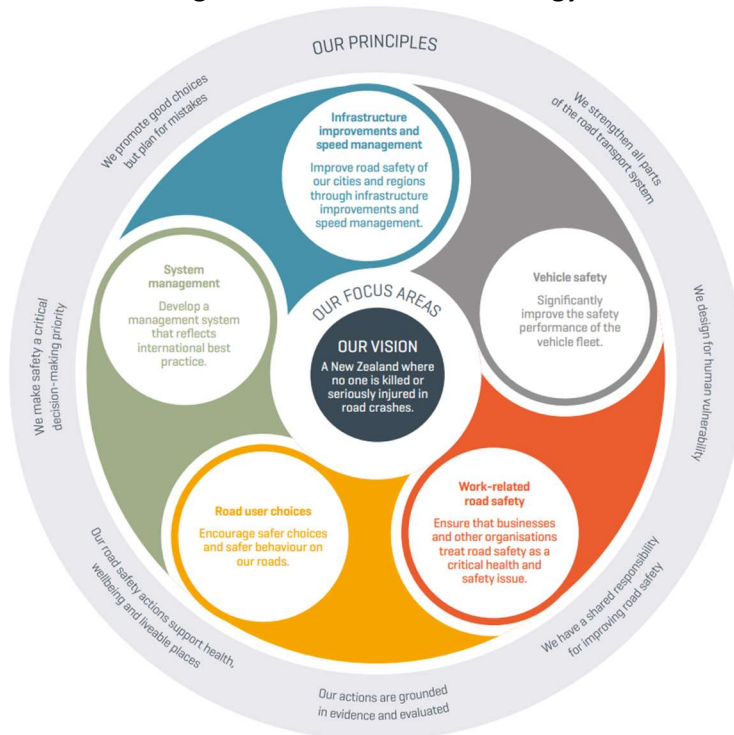 OUR PRINCIPLES
We promote good choices
but plan for mistakes
We strengthen all parts
of the road transport system
We design for human vulnerability
We have a shared responsibility
for improving road safety
Our actions are grounded
in evidence and evaluated
Our road safety actions support health,
wellbeing and liveable places
We make safety a critical
decision-making priority
Infrastructure
improvements and
speed management
Improve road safety of
our cities and regions
through infrastructure
improvements and
speed management.
Vehicle safety
Significantly
improve the safety
performance of the
vehicle fleet.
Work-related
road safety
Ensure that businesses
and other organisations
treat road safety as a
critical health and
safety issue.
Road user choices
Encourage safer choices
and safer behaviour on
our roads.
System
management
Develop a
management system
that reflects
international best
practice.
OUR FOCUS AREAS
OUR VISION
A New Zealand where
no one is killed or
seriously injured in
road crashes.